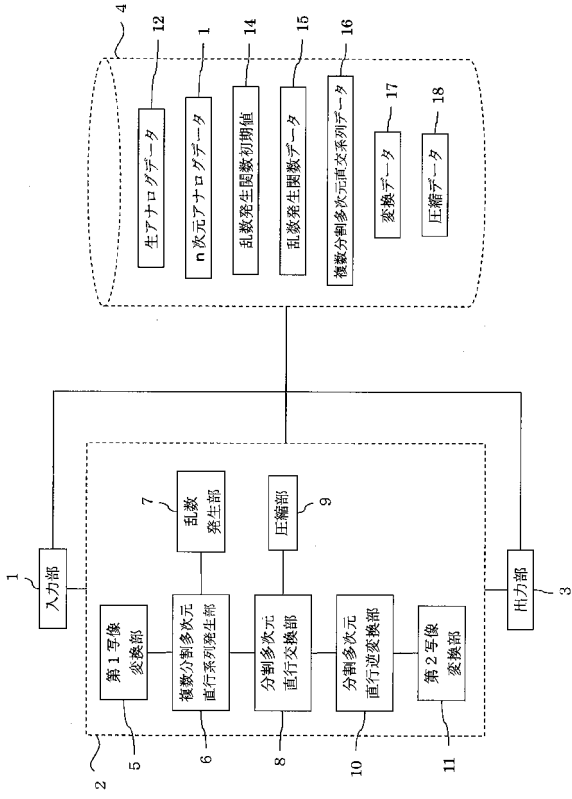 1
入力部
2
第1写像
変換部
5
複数分割多次元
直行系列発生部
6
乱数
発生部
7
分割多次元
直行交換部
8
圧縮部
9
分割多次元
直行逆変換部
10
第2写像
変換部
11
出力部
3
4
生アナログデータ
12
n次元アナログデータ
1
乱数発生関数初期値
14
乱数発生関数データ
15
複数分割多次元直交系列データ
16
変換データ
17
圧縮データ
18